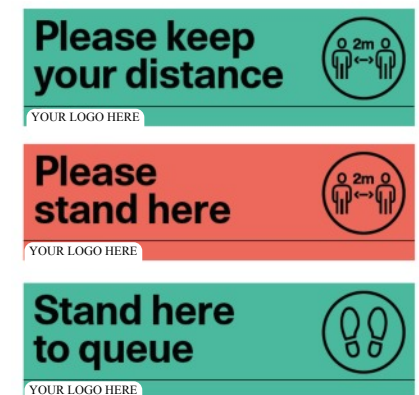 Please keep
your distance
2m
YOUR LOGO HERE
Please
stand here
2m
YOUR LOGO HERE
Stand here
to queue
YOUR LOGO HERE